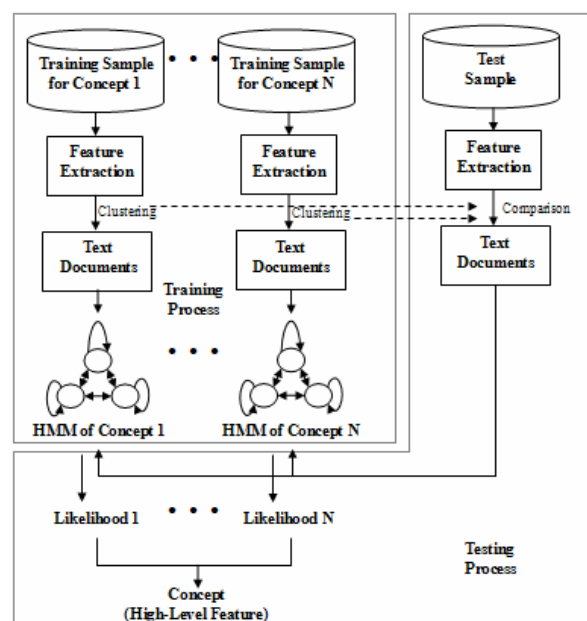 Training Sample
for Concept 1
• • •
Training Sample
for Concept N
Test
Sample
Feature
Extraction
Feature
Extraction
Feature
Extraction
Clustering
Clustering
Comparison
Text
Documents
Text
Documents
Text
Documents
Training
Process
• • •
HMM of Concept 1
HMM of Concept N
Likelihood 1
• • •
Likelihood N
Testing
Process
Concept
(High-Level Feature)